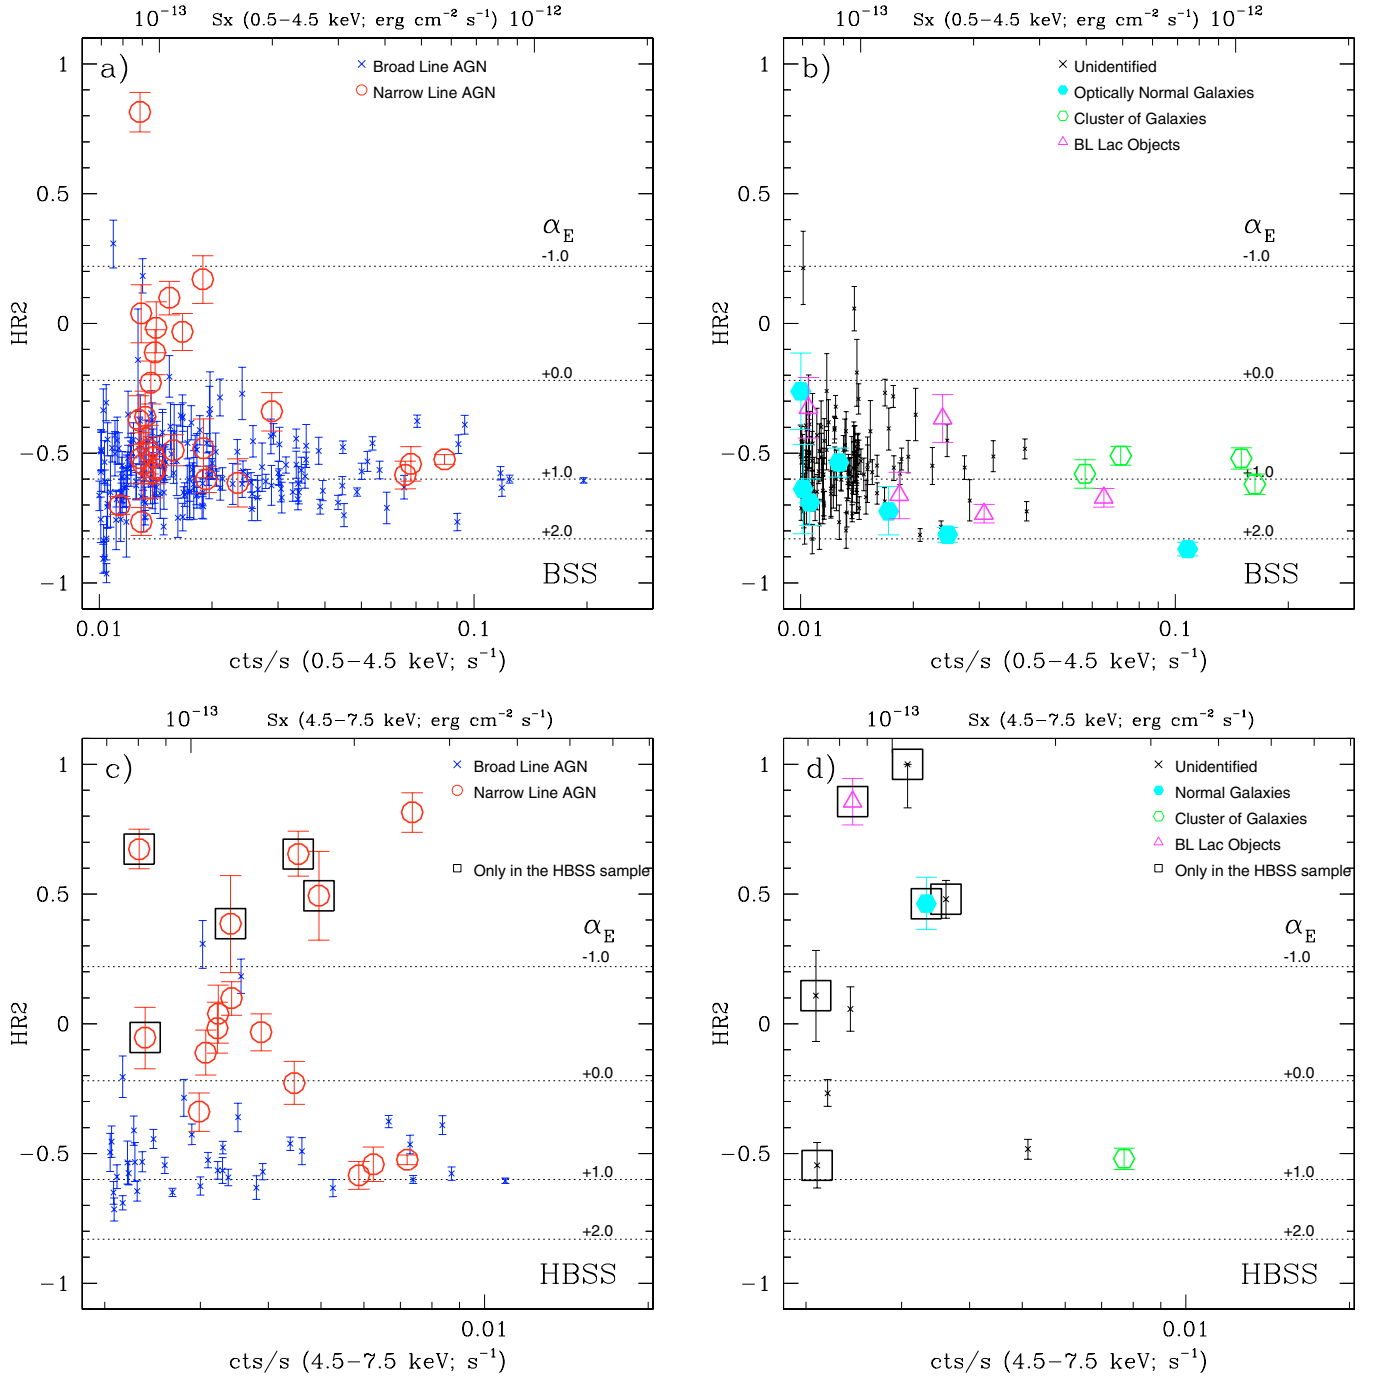 10⁻¹³ Sx (0.5−4.5 keV; erg cm⁻² s⁻¹) 10⁻¹²
a)
× Broad Line AGN
Narrow Line AGN
1
0.5
0
−0.5
−1
HR2
α_E
-1.0
+0.0
+1.0
+2.0
BSS
0.01 0.1
cts/s (0.5−4.5 keV; s⁻¹)
10⁻¹³ Sx (0.5−4.5 keV; erg cm⁻² s⁻¹) 10⁻¹²
b)
× Unidentified
Optically Normal Galaxies
Cluster of Galaxies
BL Lac Objects
1
0.5
0
−0.5
−1
HR2
α_E
-1.0
+0.0
+1.0
+2.0
BSS
0.01 0.1
cts/s (0.5−4.5 keV; s⁻¹)
10⁻¹³ Sx (4.5−7.5 keV; erg cm⁻² s⁻¹)
c)
× Broad Line AGN
Narrow Line AGN
Only in the HBSS sample
1
0.5
0
−0.5
−1
HR2
α_E
-1.0
+0.0
+1.0
+2.0
HBSS
0.01
cts/s (4.5−7.5 keV; s⁻¹)
10⁻¹³ Sx (4.5−7.5 keV; erg cm⁻² s⁻¹)
d)
× Unidentified
Normal Galaxies
Cluster of Galaxies
BL Lac Objects
Only in the HBSS sample
1
0.5
0
−0.5
−1
HR2
α_E
-1.0
+0.0
+1.0
+2.0
HBSS
0.01
cts/s (4.5−7.5 keV; s⁻¹)